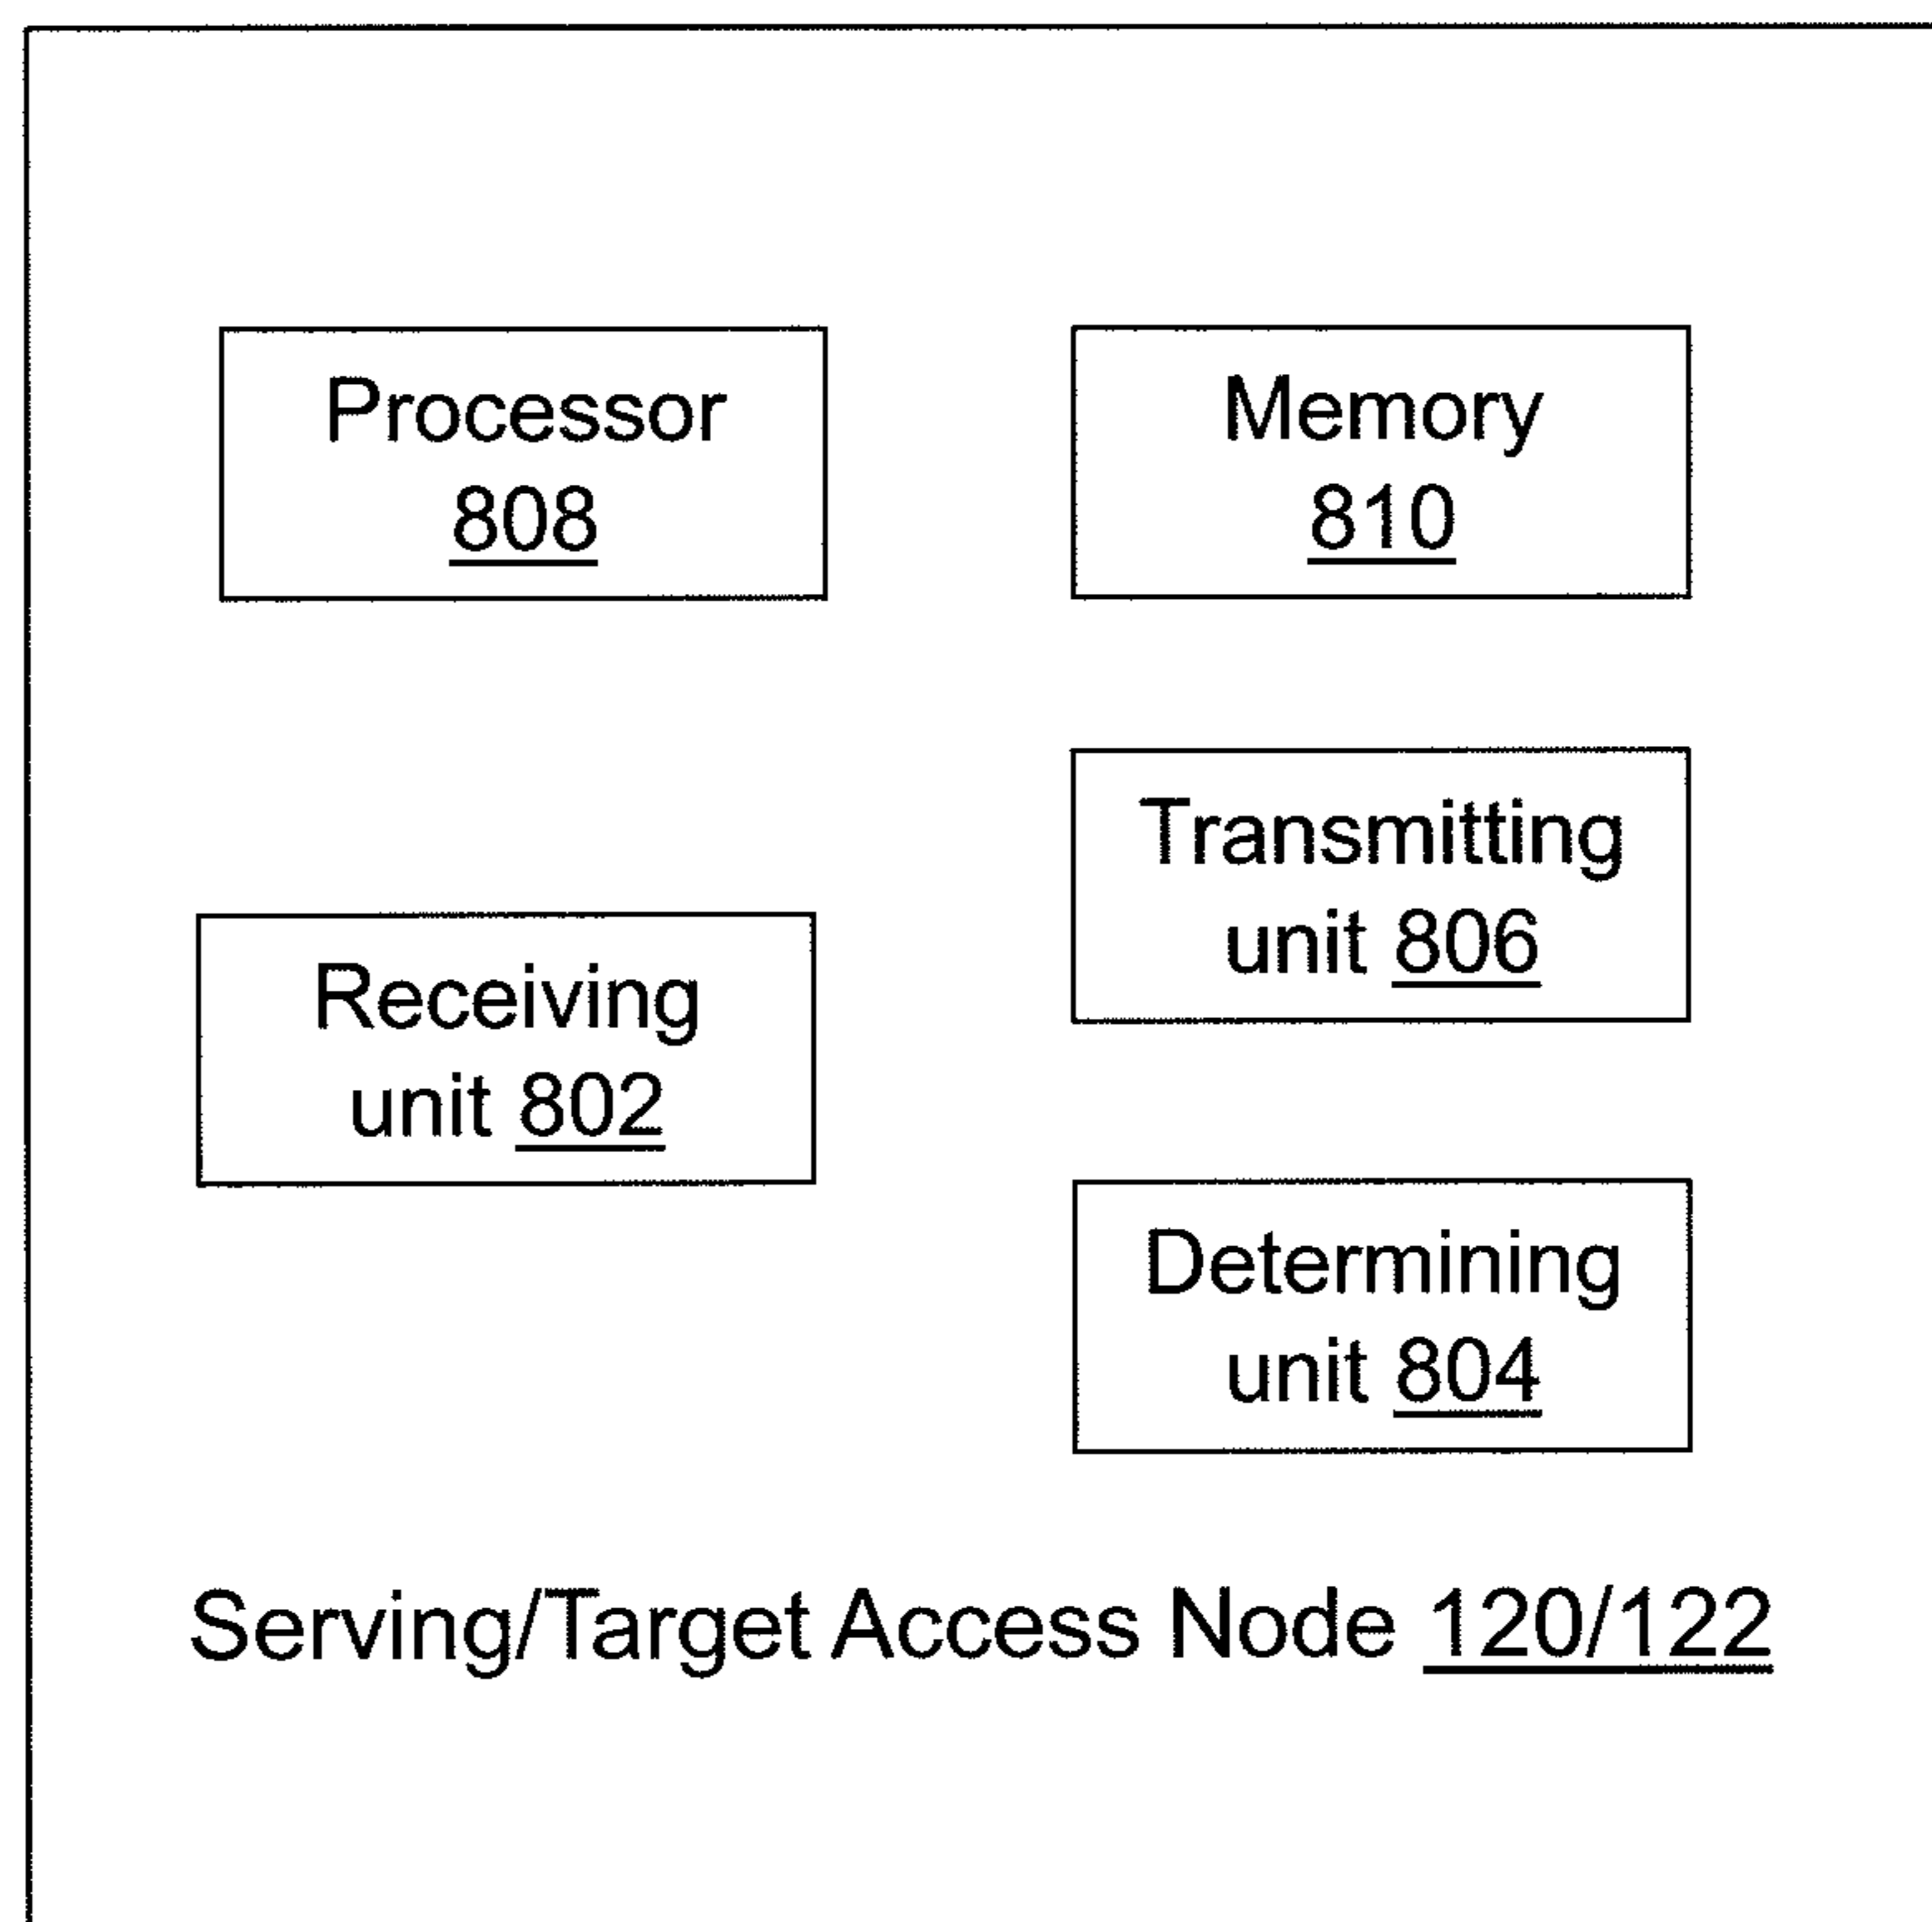 Processor
808
Memory
810
Transmitting
unit 806
Receiving
unit 802
Determining
unit 804
Serving/Target Access Node 120/122